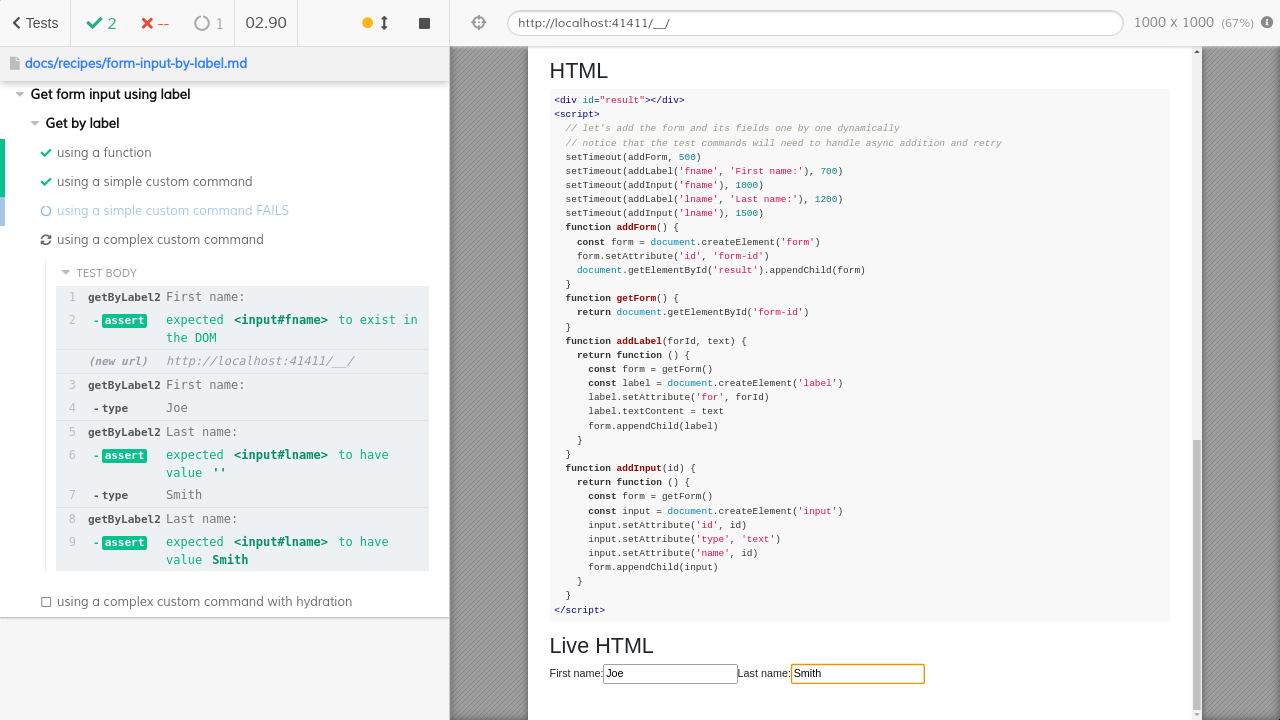 Tests
2
--
1
02.90
http://localhost:41411/__/
1000 x 1000 (67%)
docs/recipes/form-input-by-label.md
Get form input using label
Get by label
using a function
using a simple custom command
using a simple custom command FAILS
using a complex custom command
TEST BODY
1 getByLabel2 First name:
2 -assert expected <input#fname> to exist in
the DOM
(new url) http://localhost:41411/__/
3 getByLabel2 First name:
4 -type Joe
5 getByLabel2 Last name:
6 -assert expected <input#lname> to have
value ''
7 -type Smith
8 getByLabel2 Last name:
9 -assert expected <input#lname> to have
value Smith
using a complex custom command with hydration
HTML
<div id="result"></div>
<script>
// let's add the form and its fields one by one dynamically
// notice that the test commands will need to handle async addition and retry
setTimeout(addForm, 500)
setTimeout(addLabel('fname', 'First name:'), 700)
setTimeout(addInput('fname'), 1000)
setTimeout(addLabel('lname', 'Last name:'), 1200)
setTimeout(addInput('lname'), 1500)
function addForm() {
const form = document.createElement('form')
form.setAttribute('id', 'form-id')
document.getElementById('result').appendChild(form)
}
function getForm() {
return document.getElementById('form-id')
}
function addLabel(forId, text) {
return function () {
const form = getForm()
const label = document.createElement('label')
label.setAttribute('for', forId)
label.textContent = text
form.appendChild(label)
}
}
function addInput(id) {
return function () {
const form = getForm()
const input = document.createElement('input')
input.setAttribute('id', id)
input.setAttribute('type', 'text')
input.setAttribute('name', id)
form.appendChild(input)
}
}
</script>
Live HTML
First name: Joe Last name: Smith